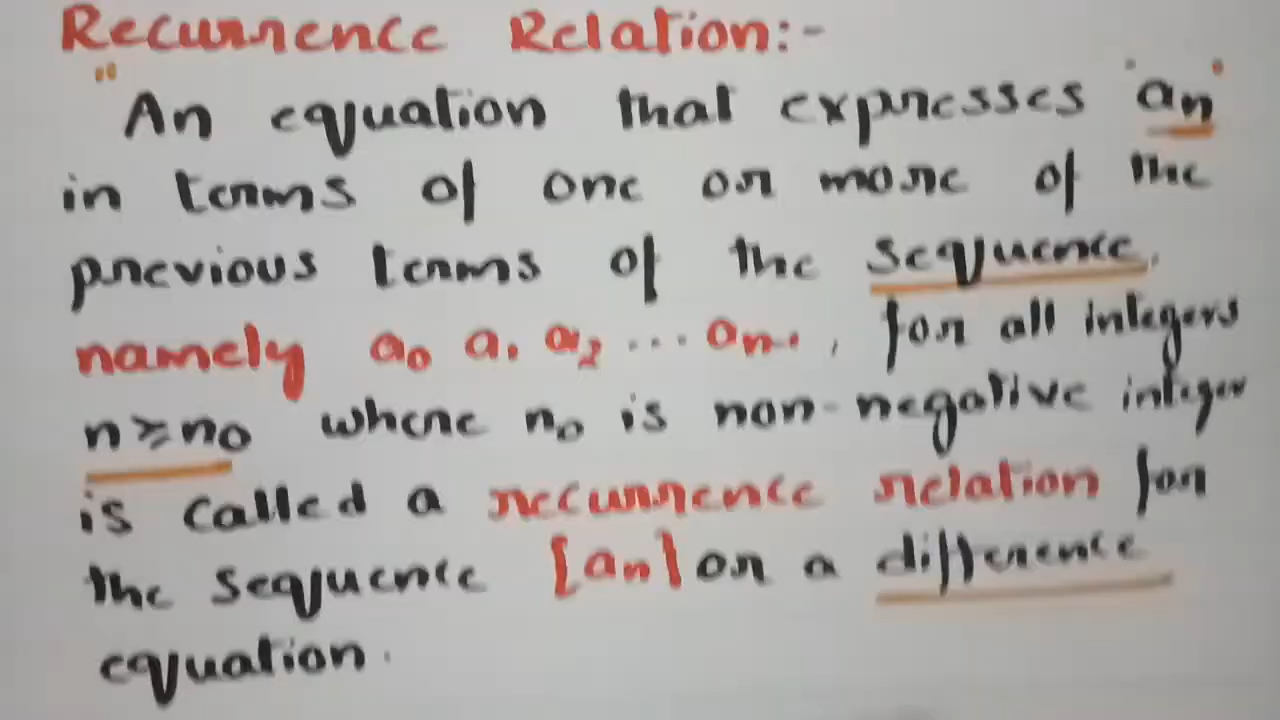 Recurrence Relation:-
"An equation that expresses 'an'
in terms of one or more of the
previous terms of the sequence,
namely a₀ a₁ a₂ ... aₙ₋₁, for all integers
n≥n₀ where n₀ is non-negative integer
is called a recurrence relation for
the sequence [aₙ] or a difference
equation.